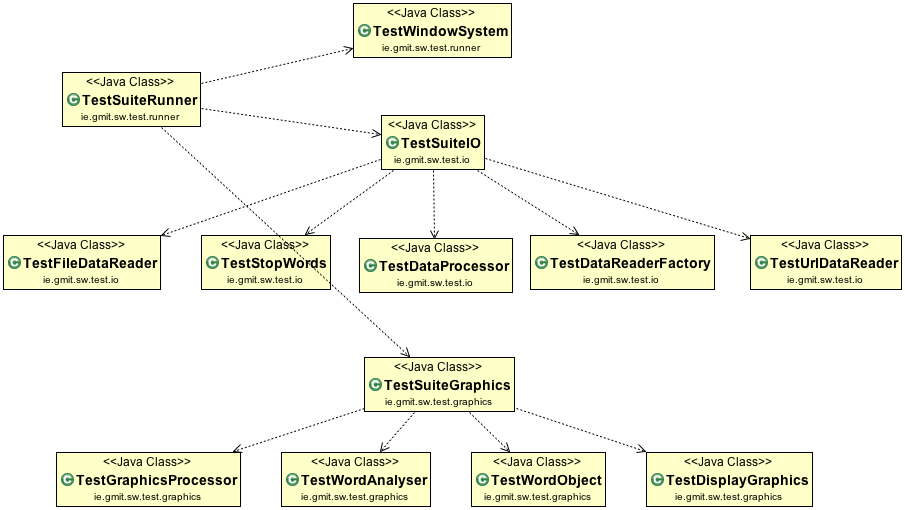 <<Java Class>>
TestWindowSystem
ie.gmit.sw.test.runner
<<Java Class>>
TestSuiteRunner
ie.gmit.sw.test.runner
<<Java Class>>
TestSuiteIO
ie.gmit.sw.test.io
<<Java Class>>
TestFileDataReader
ie.gmit.sw.test.io
<<Java Class>>
TestStopWords
ie.gmit.sw.test.io
<<Java Class>>
TestDataProcessor
ie.gmit.sw.test.io
<<Java Class>>
TestDataReaderFactory
ie.gmit.sw.test.io
<<Java Class>>
TestUrlDataReader
ie.gmit.sw.test.io
<<Java Class>>
TestSuiteGraphics
ie.gmit.sw.test.graphics
<<Java Class>>
TestGraphicsProcessor
ie.gmit.sw.test.graphics
<<Java Class>>
TestWordAnalyser
ie.gmit.sw.test.graphics
<<Java Class>>
TestWordObject
ie.gmit.sw.test.graphics
<<Java Class>>
TestDisplayGraphics
ie.gmit.sw.test.graphics